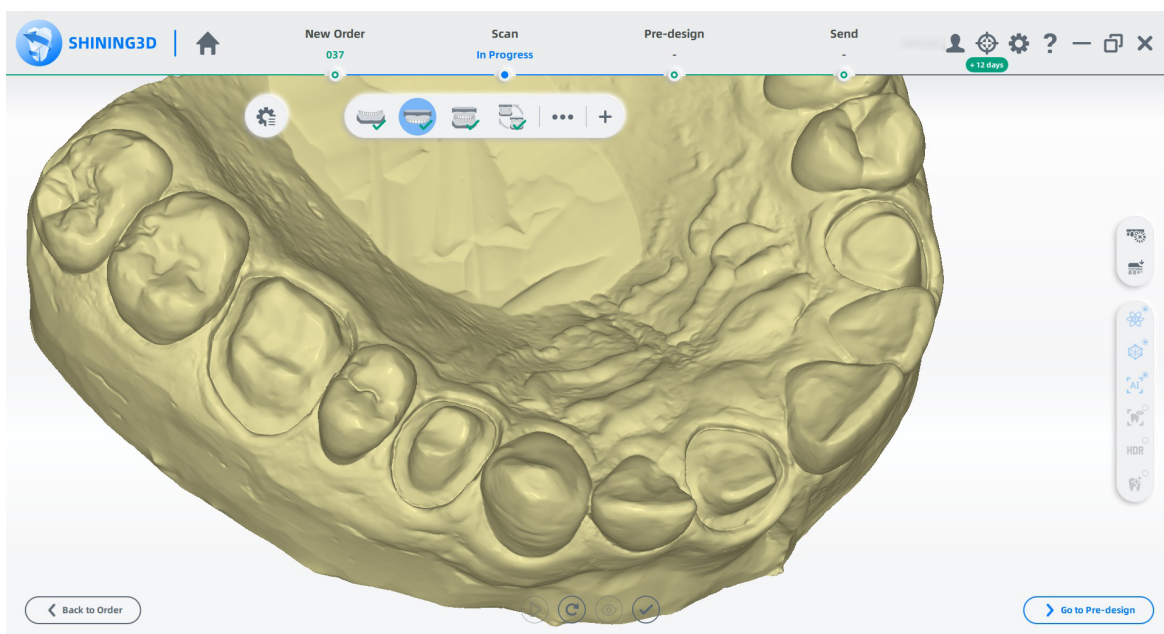 SHINING3D
New Order
037
Scan
In Progress
Pre-design
-
Send
-
+ 12 days
AI
HDR
Back to Order
Go to Pre-design